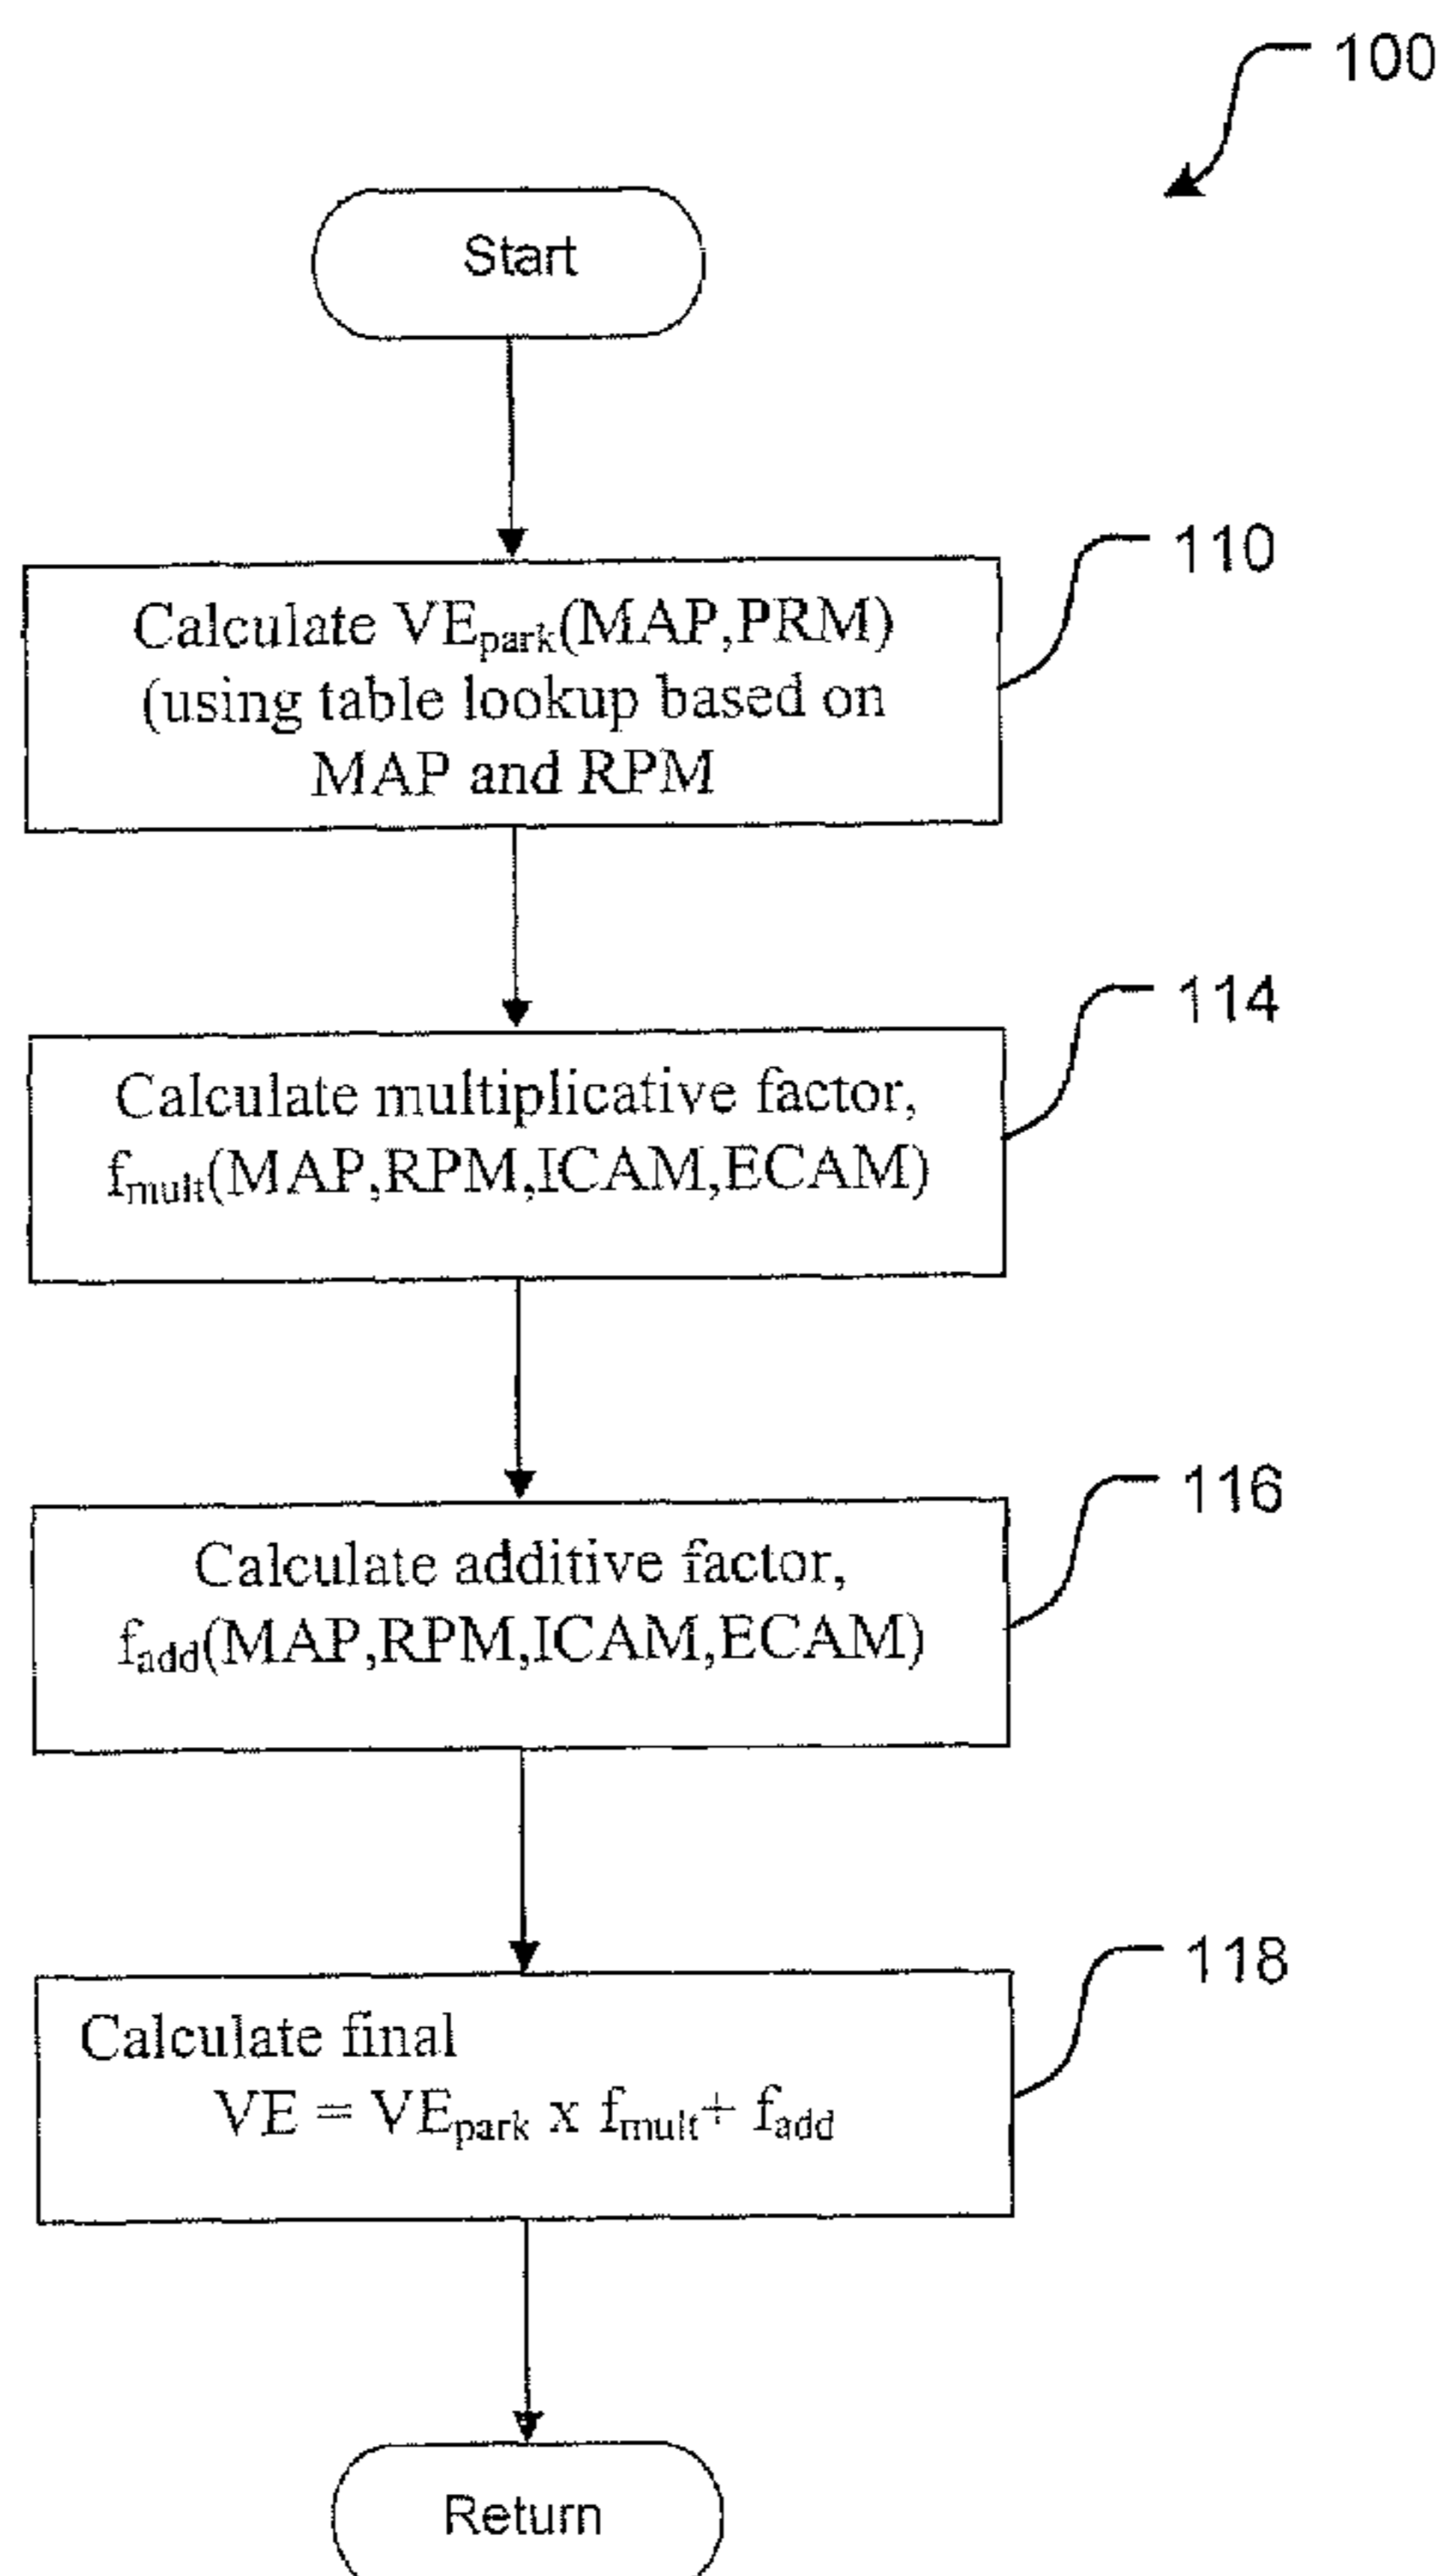 100
Start
110
Calculate VEpark(MAP,PRM)
(using table lookup based on
MAP and RPM
114
Calculate multiplicative factor,
fmult(MAP,RPM,ICAM,ECAM)
116
Calculate additive factor,
fadd(MAP,RPM,ICAM,ECAM)
118
Calculate final
VE = VEpark x fmult+ fadd
Return